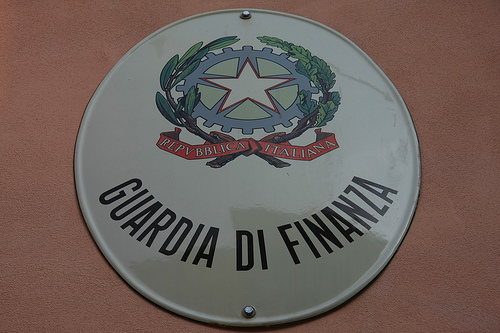 REPVBBLICA ITALIANA
GUARDIA DI FINANZA